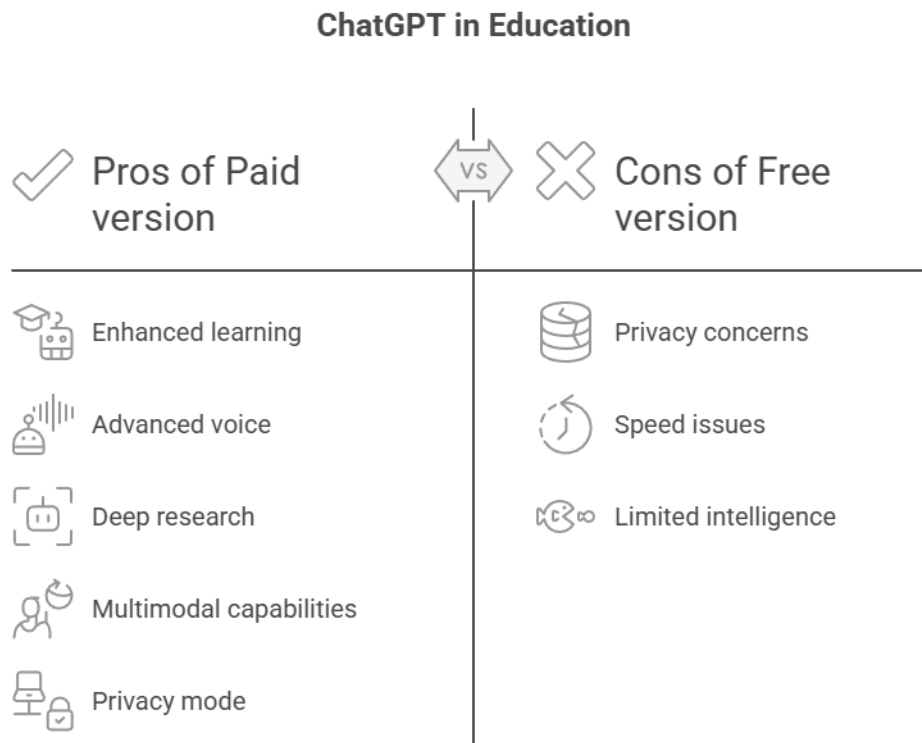 ChatGPT in Education
Pros of Paid
version
VS
Cons of Free
version
Enhanced learning
Advanced voice
Deep research
Multimodal capabilities
Privacy mode
Privacy concerns
Speed issues
Limited intelligence